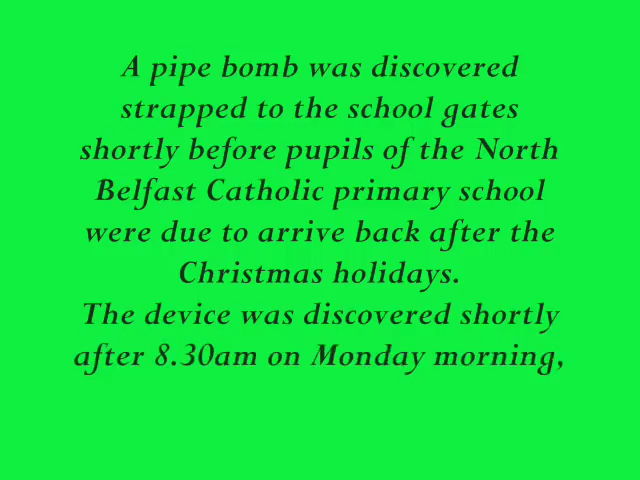 A pipe bomb was discovered
strapped to the school gates
shortly before pupils of the North
Belfast Catholic primary school
were due to arrive back after the
Christmas holidays.
The device was discovered shortly
after 8.30am on Monday morning,